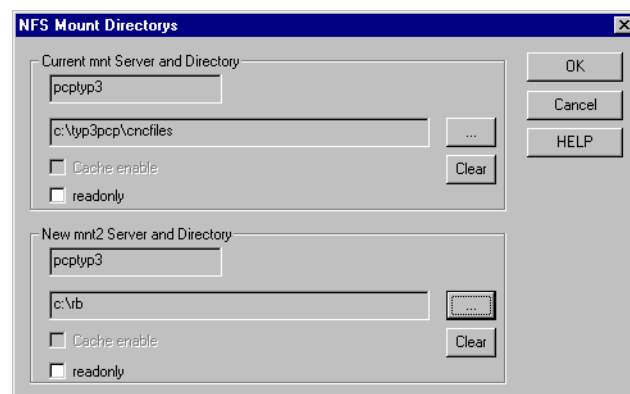 NFS Mount Directorys
Current mnt Server and Directory
pcptyp3
c:\typ3pcp\cncfiles
...
Cache enable
Clear
readonly
New mnt2 Server and Directory
pcptyp3
c:\rb
...
Cache enable
Clear
readonly
OK
Cancel
HELP